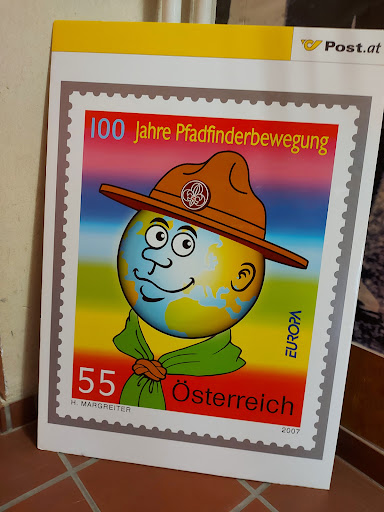 Post.at
100 Jahre Pfadfinderbewegung
EUROPA
55 Österreich
H. MARGREITER
2007